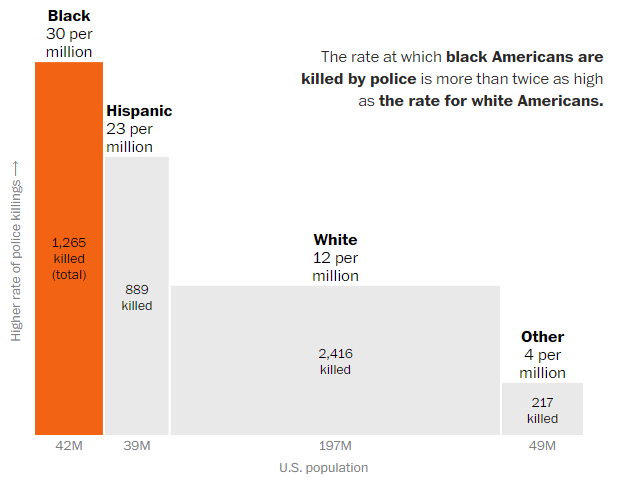 Black
30 per
million
The rate at which black Americans are
killed by police is more than twice as high
as the rate for white Americans.
Hispanic
23 per
million
Higher rate of police killings →
1,265
killed
(total)
889
killed
White
12 per
million
2,416
killed
Other
4 per
million
217
killed
42M
39M
197M
49M
U.S. population